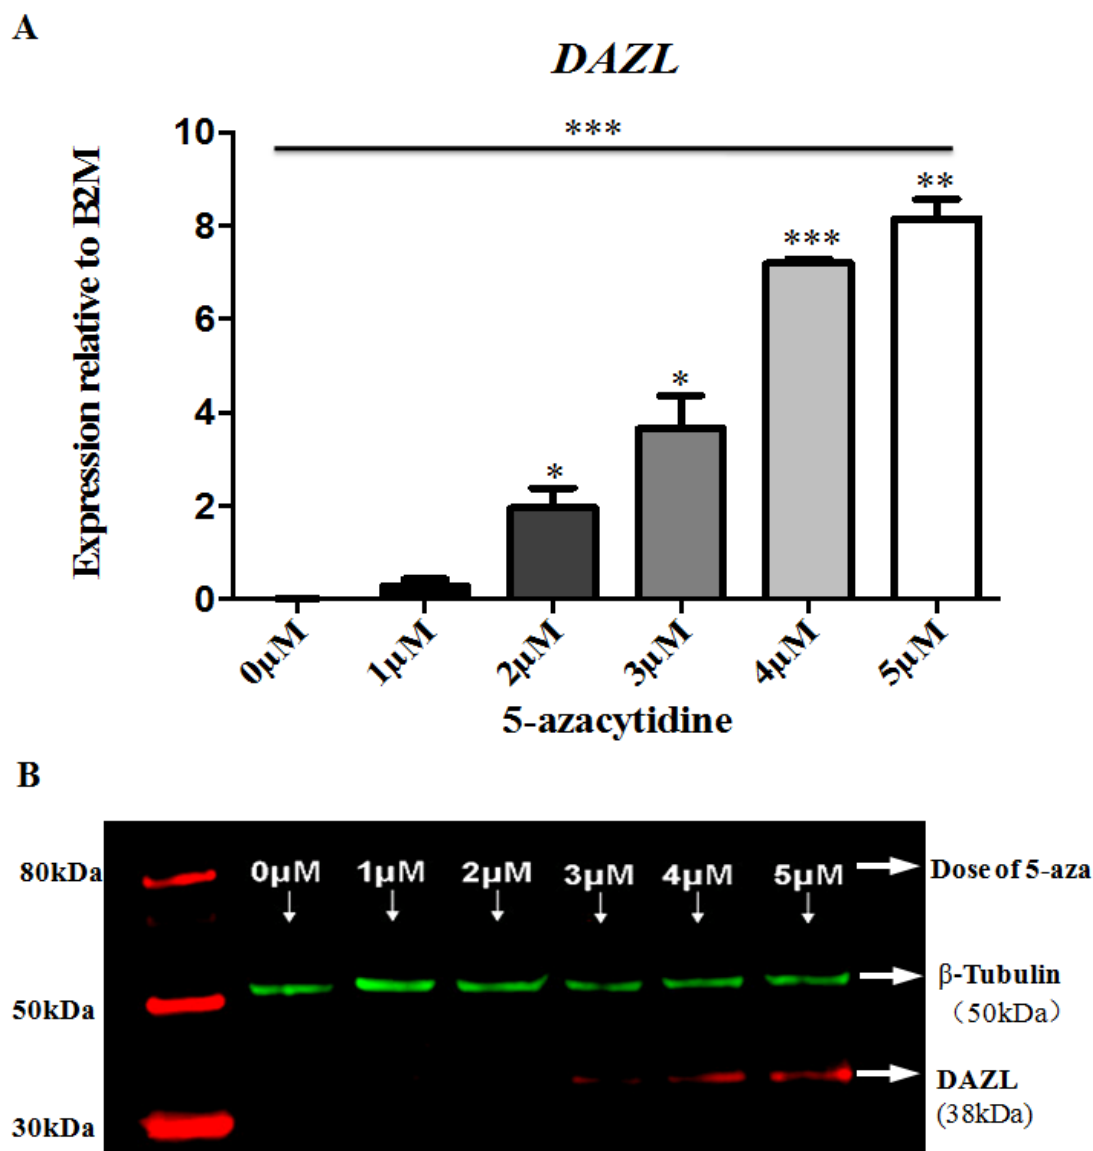 A
DAZL
Expression relative to B2M
10
8
6
4
2
0
***
*
*
***
**
0μM
1μM
2μM
3μM
4μM
5μM
5-azacytidine
B
80kDa
50kDa
30kDa
0μM 1μM 2μM 3μM 4μM 5μM
Dose of 5-aza
β-Tubulin
（50kDa）
DAZL
(38kDa)